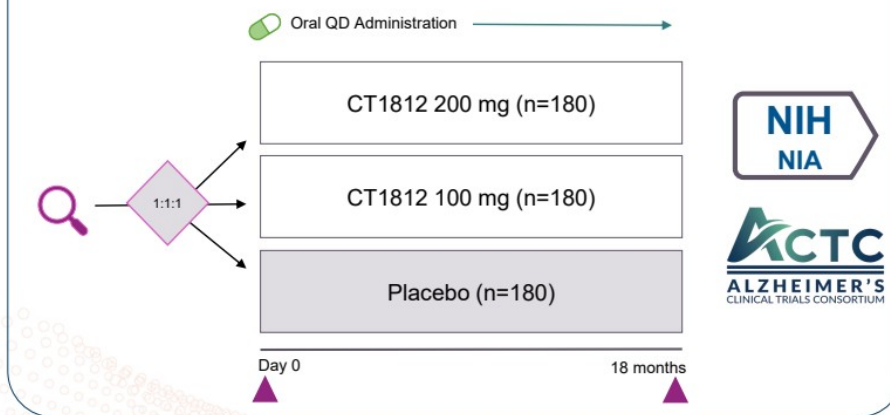 Oral QD Administration
CT1812 200 mg (n=180)
NIH
NIA
1:1:1
CT1812 100 mg (n=180)
ACTC
ALZHEIMER'S
CLINICAL TRIALS CONSORTIUM
Placebo (n=180)
Day 0
18 months